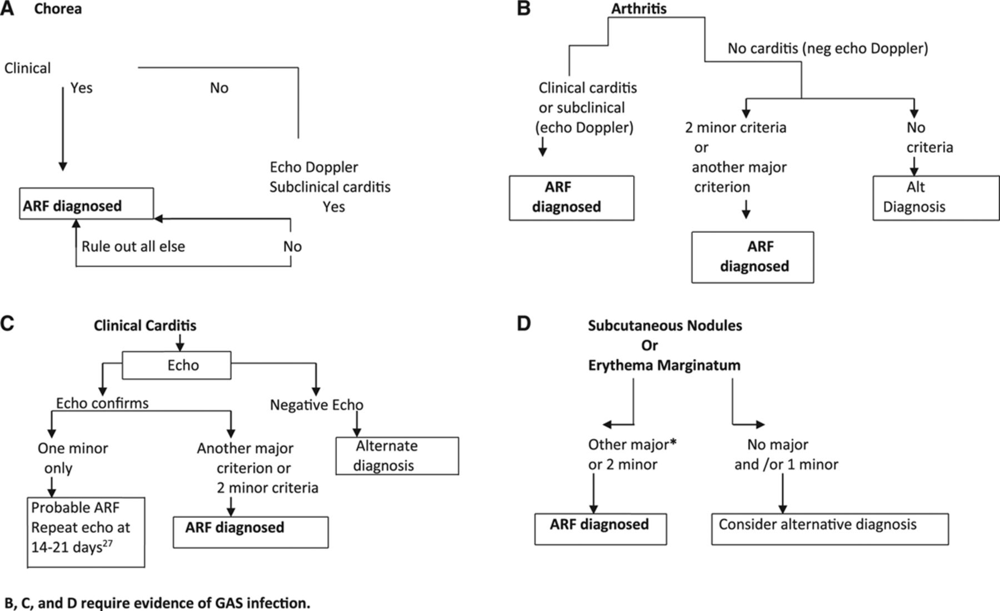 A Chorea
Clinical
Yes
No
Echo Doppler
Subclinical carditis
Yes
ARF diagnosed
Rule out all else
No
B Arthritis
No carditis (neg echo Doppler)
Clinical carditis
or subclinical
(echo Doppler)
ARF
diagnosed
2 minor criteria
or
another major
criterion
ARF
diagnosed
No
criteria
Alt
Diagnosis
C Clinical Carditis
Echo
Echo confirms
Negative Echo
One minor
only
Probable ARF
Repeat echo at
14-21 days27
Another major
criterion or
2 minor criteria
ARF diagnosed
Alternate
diagnosis
D Subcutaneous Nodules
Or
Erythema Marginatum
Other major*
or 2 minor
ARF diagnosed
No major
and /or 1 minor
Consider alternative diagnosis
B, C, and D require evidence of GAS infection.